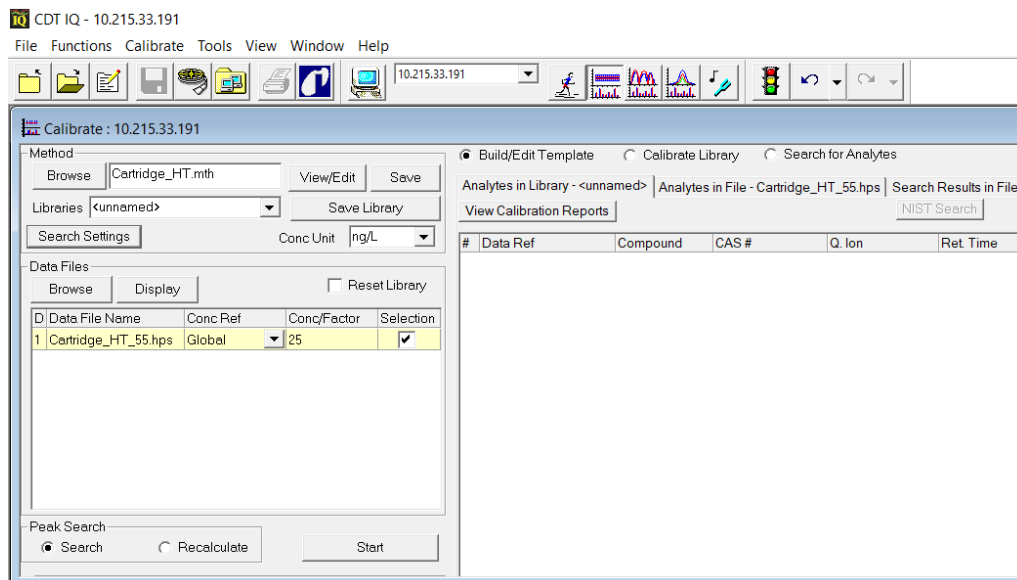 IQ CDT IQ - 10.215.33.191
File Functions Calibrate Tools View Window Help
10.215.33.191
Calibrate : 10.215.33.191
Method
Browse Cartridge_HT.mth View/Edit Save
Libraries <unnamed> Save Library
Search Settings Conc Unit ng/L
Data Files
Browse Display Reset Library
D Data File Name Conc Ref Conc/Factor Selection
1 Cartridge_HT_55.hps Global 25
Peak Search
Search Recalculate Start
Build/Edit Template Calibrate Library Search for Analytes
Analytes in Library - <unnamed> Analytes in File - Cartridge_HT_55.hps Search Results in File
View Calibration Reports NIST Search
# Data Ref Compound CAS # Q. Ion Ret. Time